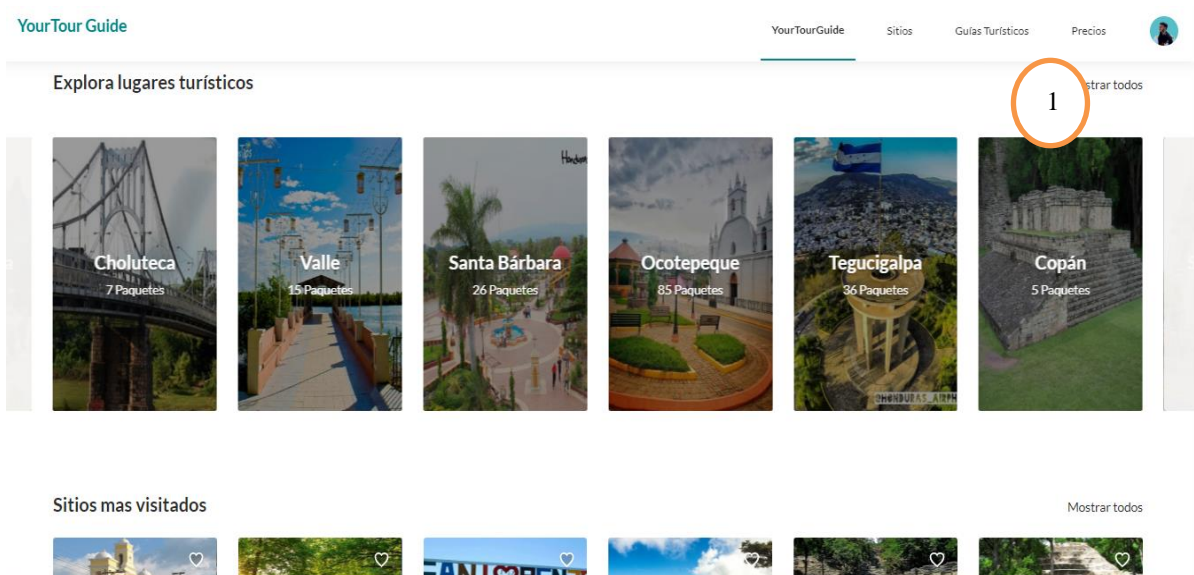 YourTour Guide
YourTourGuide Sitios Guías Turísticos Precios
Explora lugares turísticos
1
strar todos
Choluteca
7 Paquetes
Valle
15 Paquetes
Santa Bárbara
26 Paquetes
Ocotepeque
85 Paquetes
Tegucigalpa
36 Paquetes
Copán
5 Paquetes
Sitios mas visitados
Mostrar todos